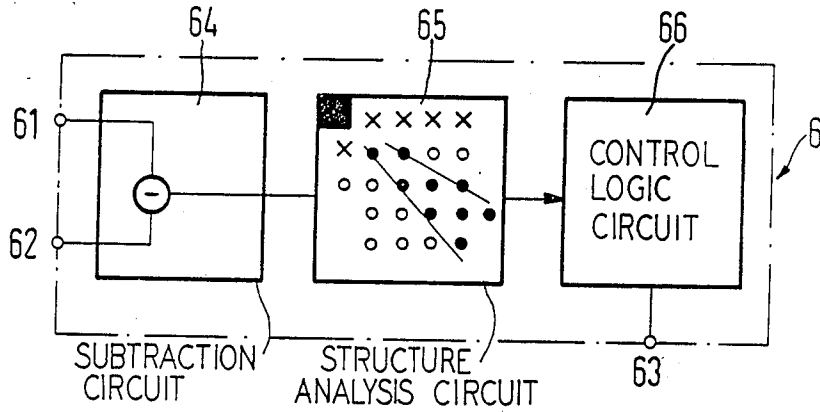 64
65
66
61
62
6
CONTROL
LOGIC
CIRCUIT
SUBTRACTION
CIRCUIT
STRUCTURE
ANALYSIS CIRCUIT
63